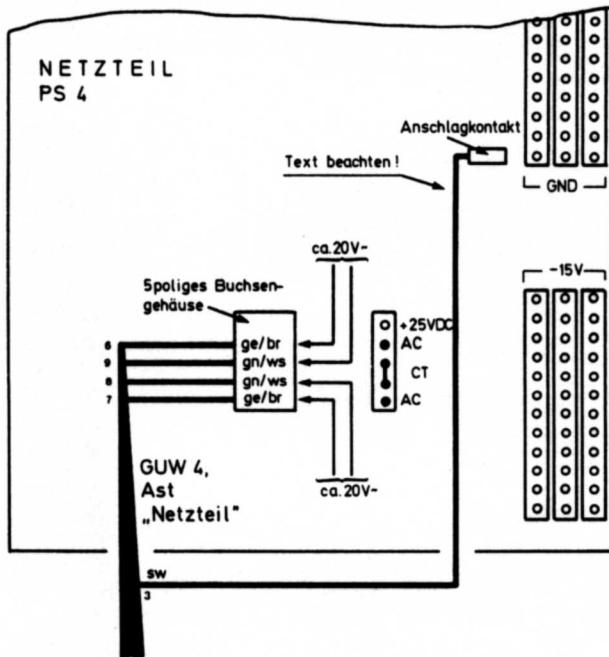 NETZTEIL
PS 4
Anschlagkontakt
Text beachten!
GND
ca.20V~
-15V
5poliges Buchsen-
gehäuse
+25VDC
6 ge/br
AC
9 gn/ws
CT
8 gn/ws
7 ge/br
AC
GUW 4,
Ast
„Netzteil"
ca.20V~
sw
3